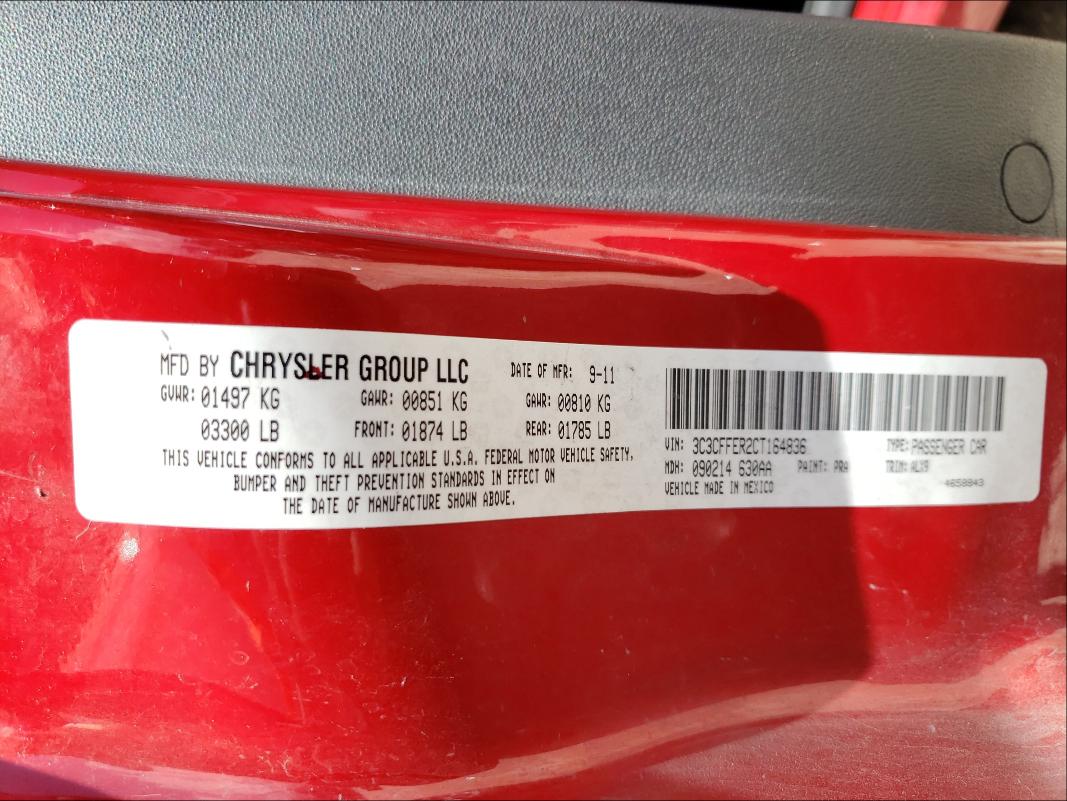 MFD BY CHRYSLER GROUP LLC DATE OF MFR: 9-11
GVWR: 01497 KG GAWR: 00851 KG GAWR: 00810 KG
03300 LB FRONT: 01874 LB REAR: 01785 LB
THIS VEHICLE CONFORMS TO ALL APPLICABLE U.S.A. FEDERAL MOTOR VEHICLE SAFETY,
BUMPER AND THEFT PREVENTION STANDARDS IN EFFECT ON
THE DATE OF MANUFACTURE SHOWN ABOVE.
VIN: 3C3CFFER2CT164836 TYPE: PASSENGER CAR
MDH: 090214 630AA PAINT: PRA TRIM: ALX9
VEHICLE MADE IN MEXICO 4658843